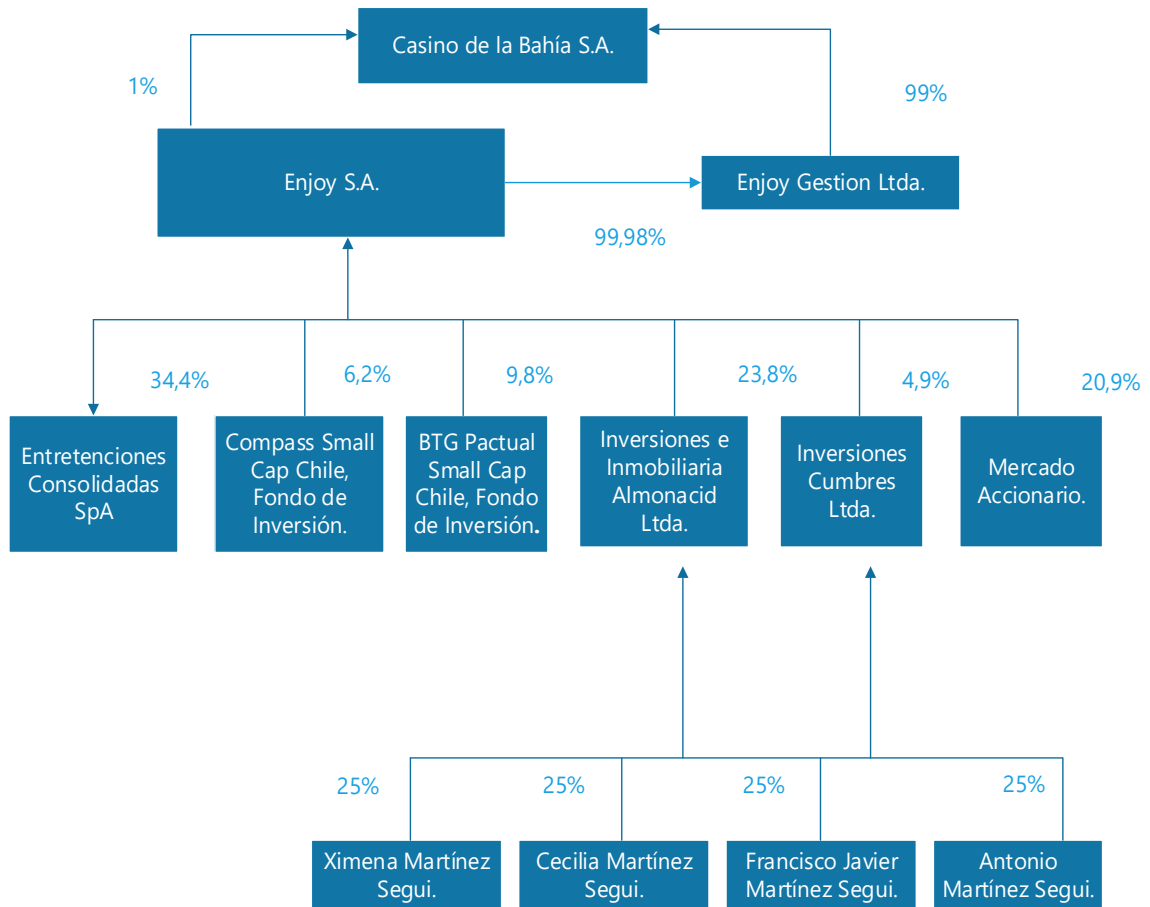 Casino de la Bahía S.A.
1%
99%
Enjoy S.A.
Enjoy Gestion Ltda.
99,98%
34,4%
6,2%
9,8%
23,8%
4,9%
20,9%
Entretenciones
Consolidadas
SpA
Compass Small
Cap Chile,
Fondo de
Inversión.
BTG Pactual
Small Cap
Chile, Fondo
de Inversión.
Inversiones e
Inmobiliaria
Almonacid
Ltda.
Inversiones
Cumbres
Ltda.
Mercado
Accionario.
25%
25%
25%
25%
Ximena Martínez
Segui.
Cecilia Martínez
Segui.
Francisco Javier
Martínez Segui.
Antonio
Martínez Segui.